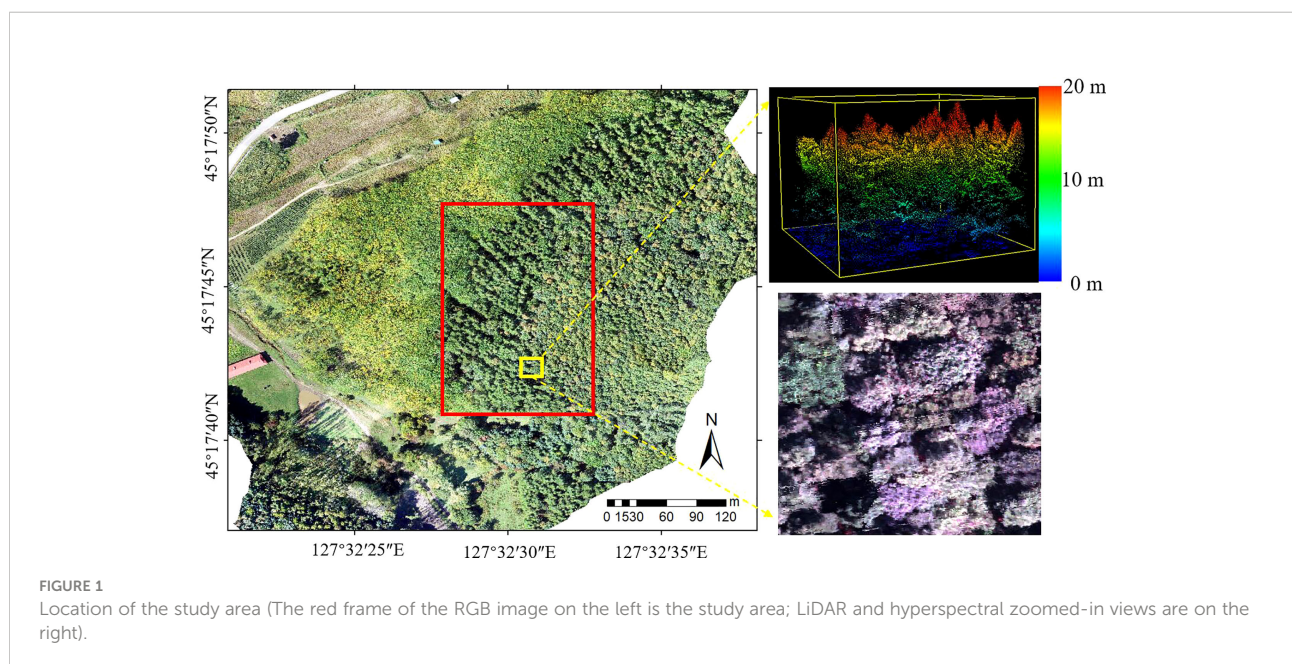 45°17′50″N
45°17′45″N
45°17′40″N
127°32′25″E
127°32′30″E
127°32′35″E
N
m
0 1530 60 90 120
20 m
10 m
0 m
FIGURE 1
Location of the study area (The red frame of the RGB image on the left is the study area; LiDAR and hyperspectral zoomed-in views are on the
right).